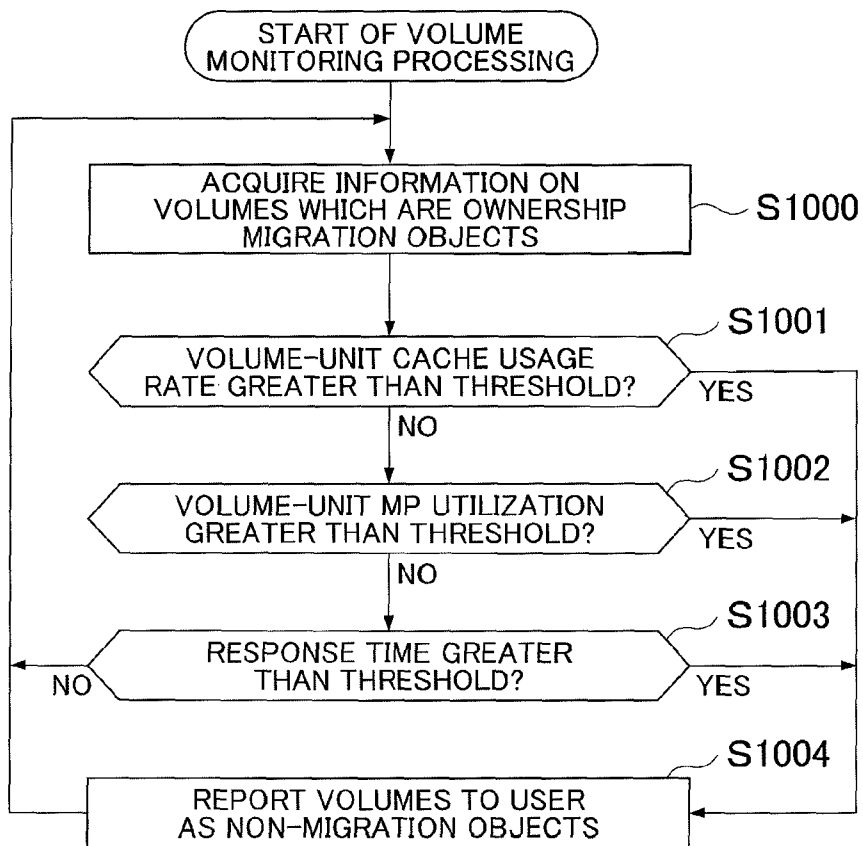 START OF VOLUME
MONITORING PROCESSING
ACQUIRE INFORMATION ON
VOLUMES WHICH ARE OWNERSHIP
MIGRATION OBJECTS
S1000
S1001
VOLUME-UNIT CACHE USAGE
RATE GREATER THAN THRESHOLD?
YES
NO
S1002
VOLUME-UNIT MP UTILIZATION
GREATER THAN THRESHOLD?
YES
NO
S1003
RESPONSE TIME GREATER
THAN THRESHOLD?
NO
YES
S1004
REPORT VOLUMES TO USER
AS NON-MIGRATION OBJECTS